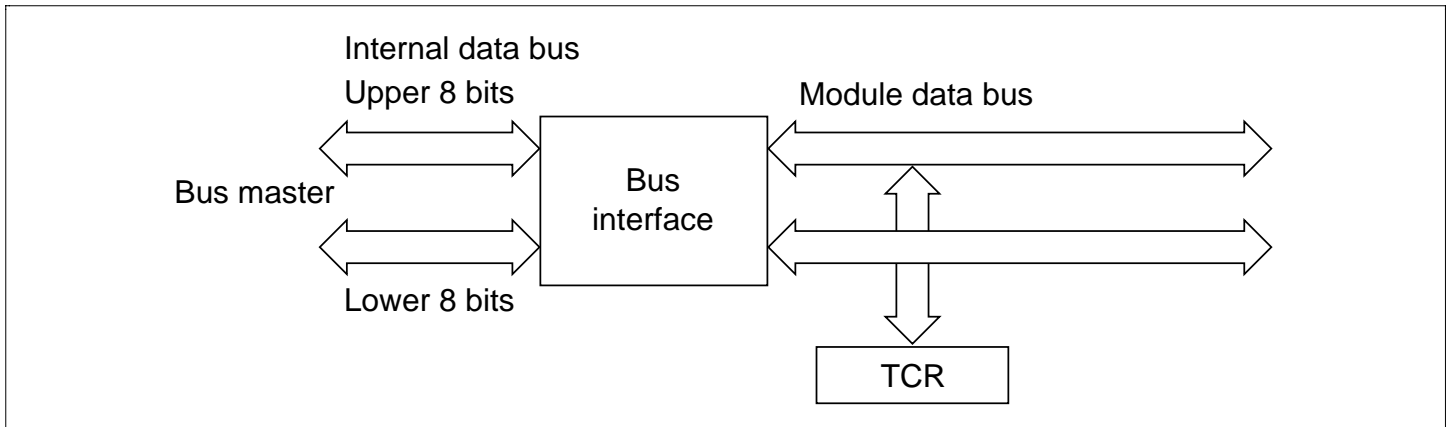 Internal data bus
Upper 8 bits
Module data bus
Bus master
Bus
interface
Lower 8 bits
TCR